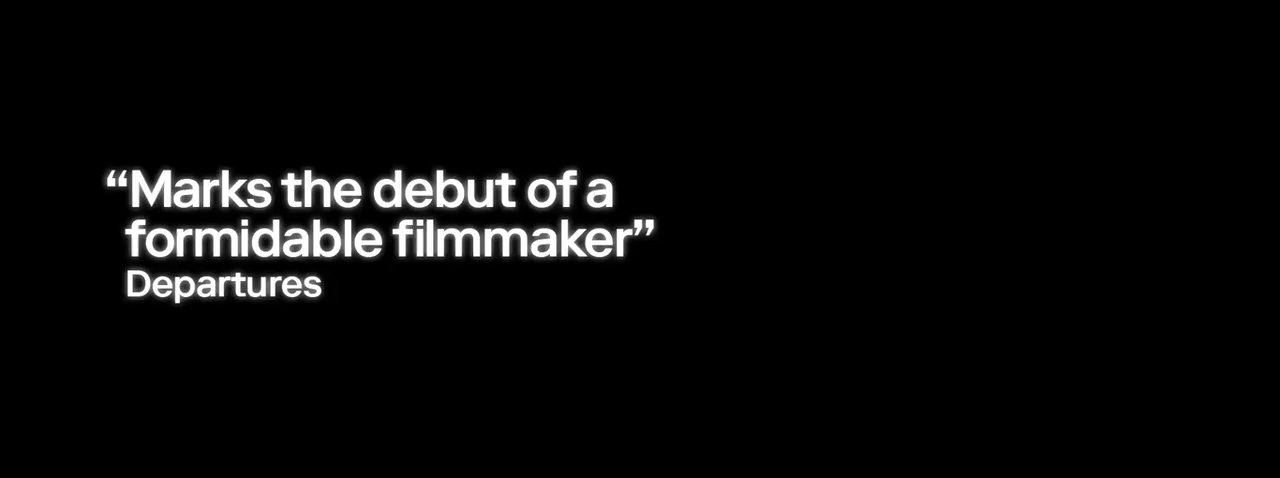 “Marks the debut of a
formidable filmmaker”
Departures